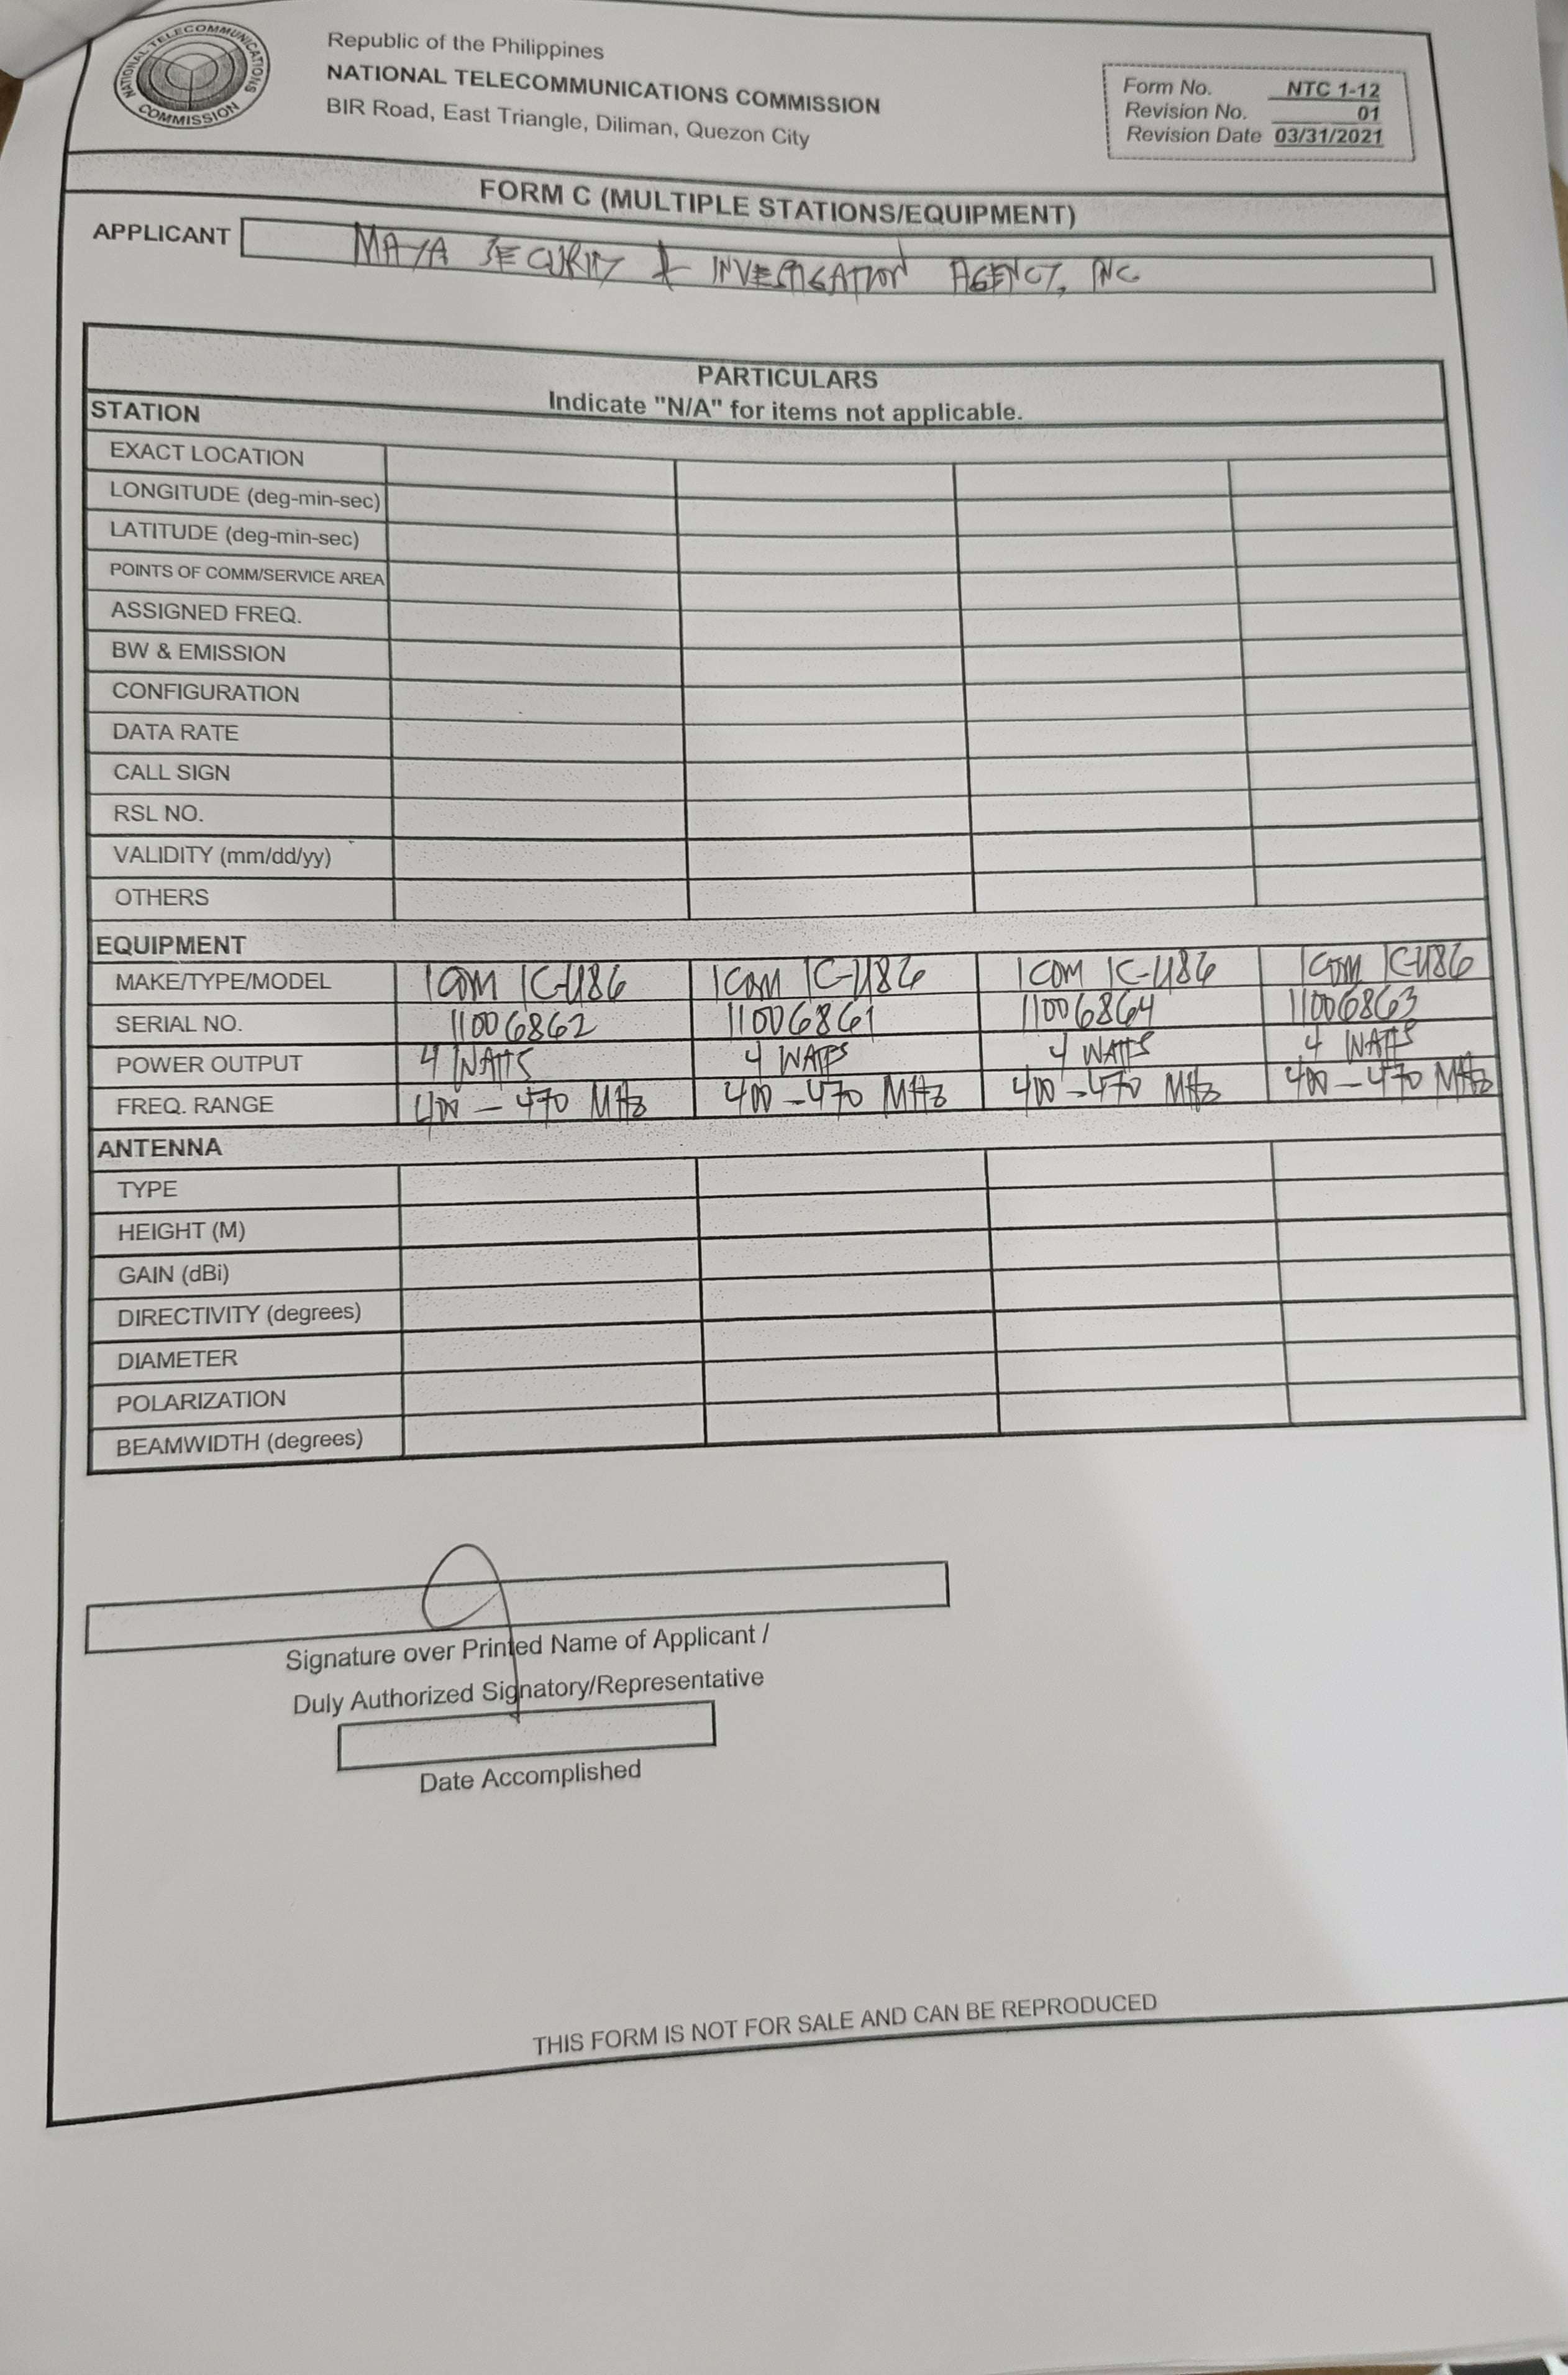 NATIONAL TELECOMMUNICATIONS COMMISSION
Republic of the Philippines
NATIONAL TELECOMMUNICATIONS COMMISSION
BIR Road, East Triangle, Diliman, Quezon City
Form No. NTC 1-12
Revision No. 01
Revision Date 03/31/2021
FORM C (MULTIPLE STATIONS/EQUIPMENT)
APPLICANT MAYA SECURITY & INVESTIGATION AGENCY, INC
PARTICULARS
Indicate "N/A" for items not applicable.
STATION
EXACT LOCATION
LONGITUDE (deg-min-sec)
LATITUDE (deg-min-sec)
POINTS OF COMM/SERVICE AREA
ASSIGNED FREQ.
BW & EMISSION
CONFIGURATION
DATA RATE
CALL SIGN
RSL NO.
VALIDITY (mm/dd/yy)
OTHERS
EQUIPMENT
MAKE/TYPE/MODEL ICOM IC-U86 ICOM IC-U86 ICOM IC-U86 ICOM IC-U86
SERIAL NO. 11006862 11006861 11006864 11006863
POWER OUTPUT 4 WATTS 4 WATTS 4 WATTS 4 WATTS
FREQ. RANGE 400 - 470 MHz 400 - 470 MHz 400 - 470 MHz 400 - 470 MHz
ANTENNA
TYPE
HEIGHT (M)
GAIN (dBi)
DIRECTIVITY (degrees)
DIAMETER
POLARIZATION
BEAMWIDTH (degrees)
Signature over Printed Name of Applicant /
Duly Authorized Signatory/Representative
Date Accomplished
THIS FORM IS NOT FOR SALE AND CAN BE REPRODUCED